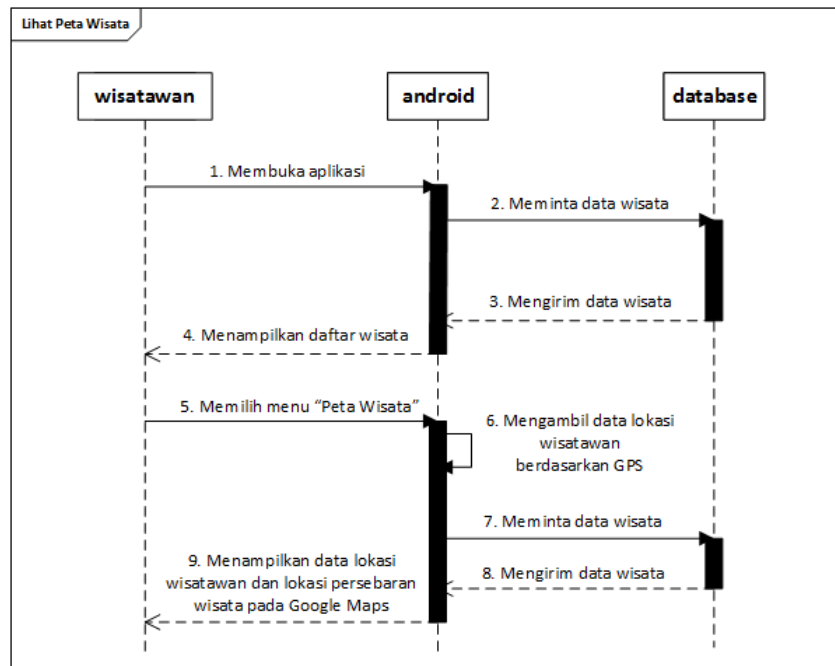 Lihat Peta Wisata
wisatawan
android
database
1. Membuka aplikasi
2. Meminta data wisata
3. Mengirim data wisata
4. Menampilkan daftar wisata
5. Memilih menu “Peta Wisata”
6. Mengambil data lokasi
wisatawan
berdasarkan GPS
7. Meminta data wisata
8. Mengirim data wisata
9. Menampilkan data lokasi
wisatawan dan lokasi persebaran
wisata pada Google Maps